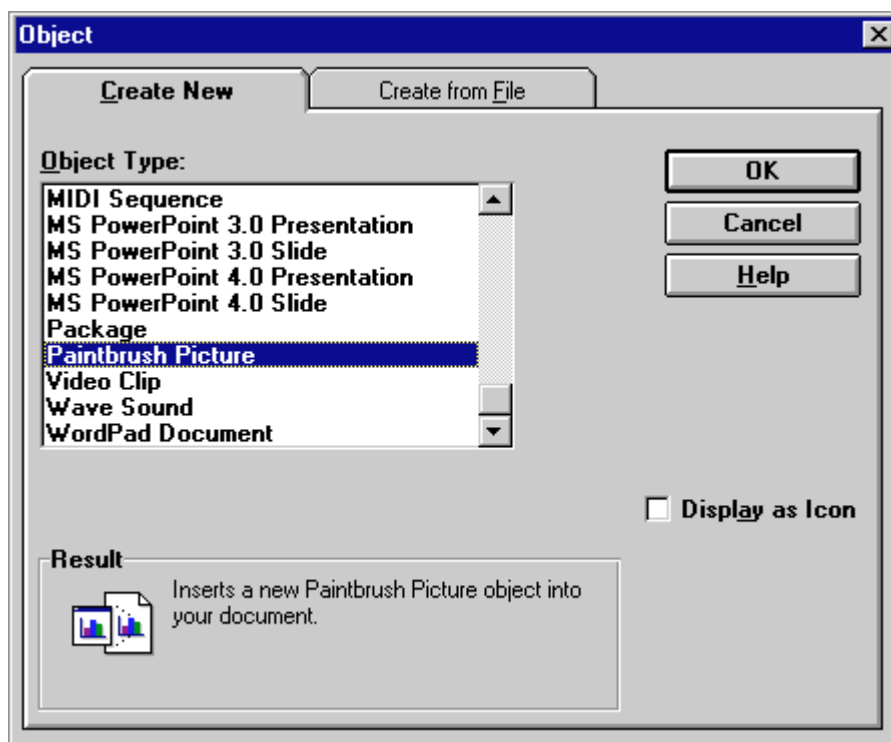 Object
Create New
Create from File
Object Type:
MIDI Sequence
MS PowerPoint 3.0 Presentation
MS PowerPoint 3.0 Slide
MS PowerPoint 4.0 Presentation
MS PowerPoint 4.0 Slide
Package
Paintbrush Picture
Video Clip
Wave Sound
WordPad Document
OK
Cancel
Help
Display as Icon
Result
Inserts a new Paintbrush Picture object into
your document.